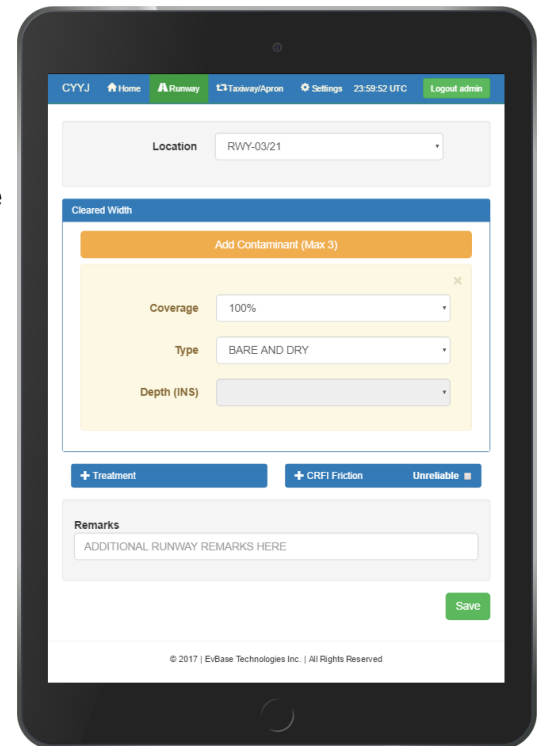 CYYJ Home Runway Taxiway/Apron Settings 23:59:52 UTC Logout admin
Location RWY-03/21
e
Cleared Width
Add Contaminant (Max 3)
Coverage 100%
Type BARE AND DRY
Depth (INS)
Treatment CRFI Friction Unreliable
Remarks
ADDITIONAL RUNWAY REMARKS HERE
Save
© 2017 | EvBase Technologies Inc. | All Rights Reserved